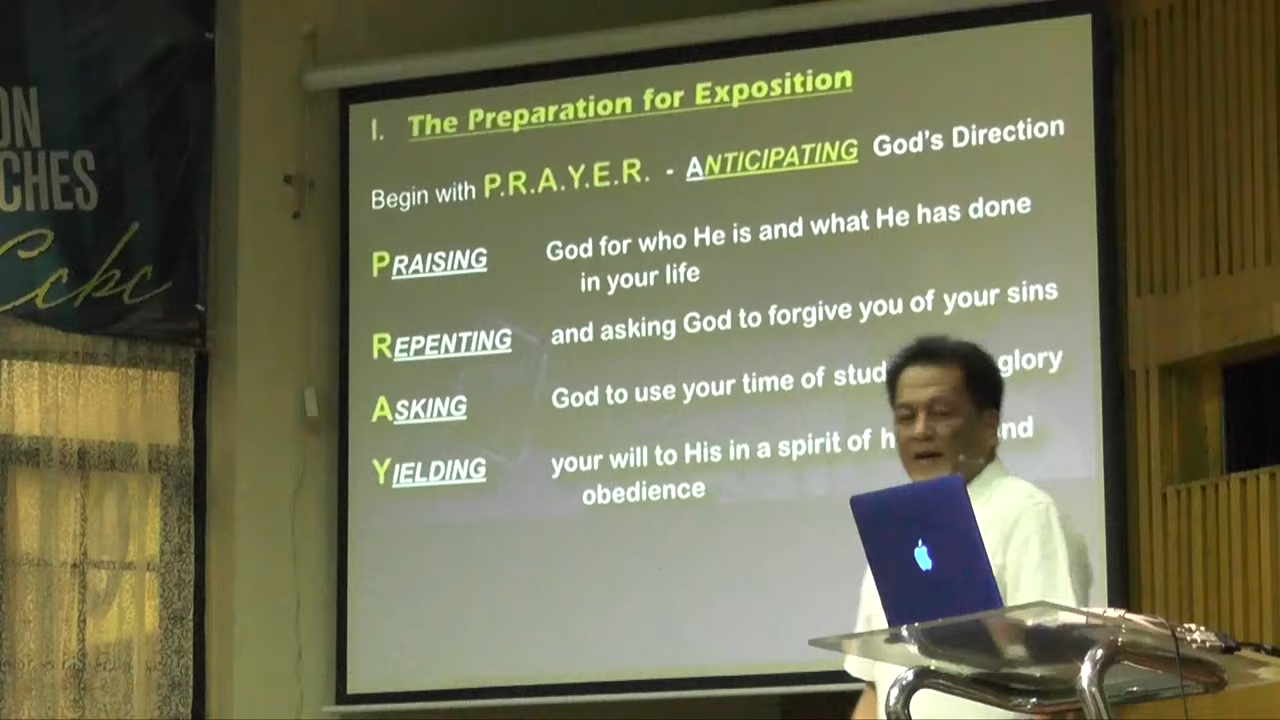 ON
CHES
Ccbc
I. The Preparation for Exposition
Begin with P.R.A.Y.E.R. - ANTICIPATING God's Direction
PRAISING God for who He is and what He has done
in your life
REPENTING and asking God to forgive you of your sins
ASKING God to use your time of glory
YIELDING your will to His in a spirit of
obedience